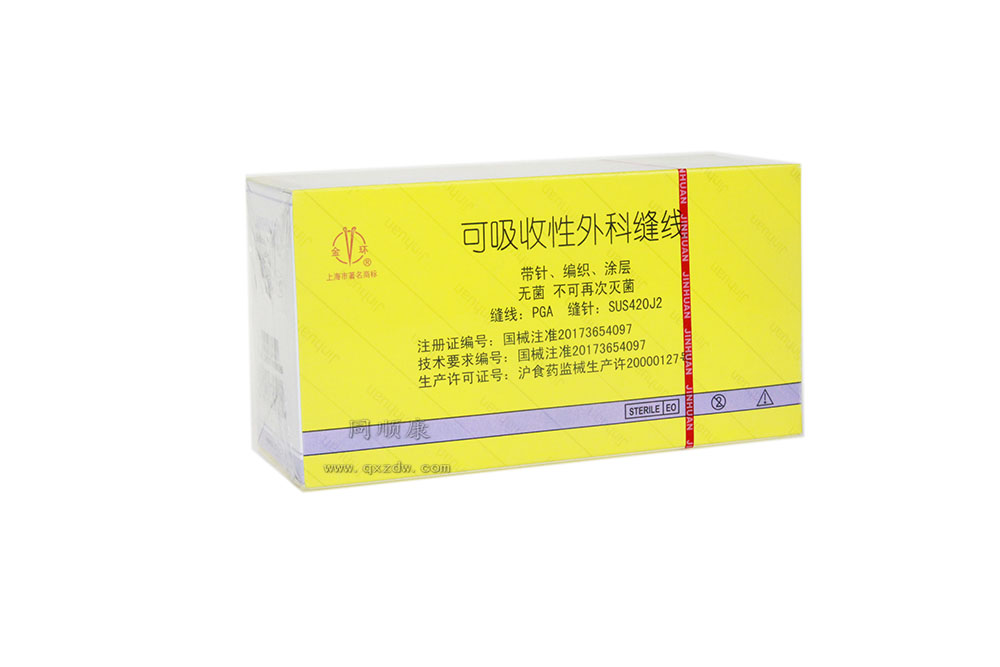 可吸收性外科缝线
金 环
®
上海市著名商标
带针、编织、涂层
无菌 不可再次灭菌
缝线：PGA 缝针：SUS420J2
注册证编号：国械注准20173654097
技术要求编号：国械注准20173654097
生产许可证号：沪食药监械生产许20000127号
STERILE EO
JINHUAN JINHUAN JINHUAN JINHUAN JINHUAN
同顺康
www.qxzdw.com